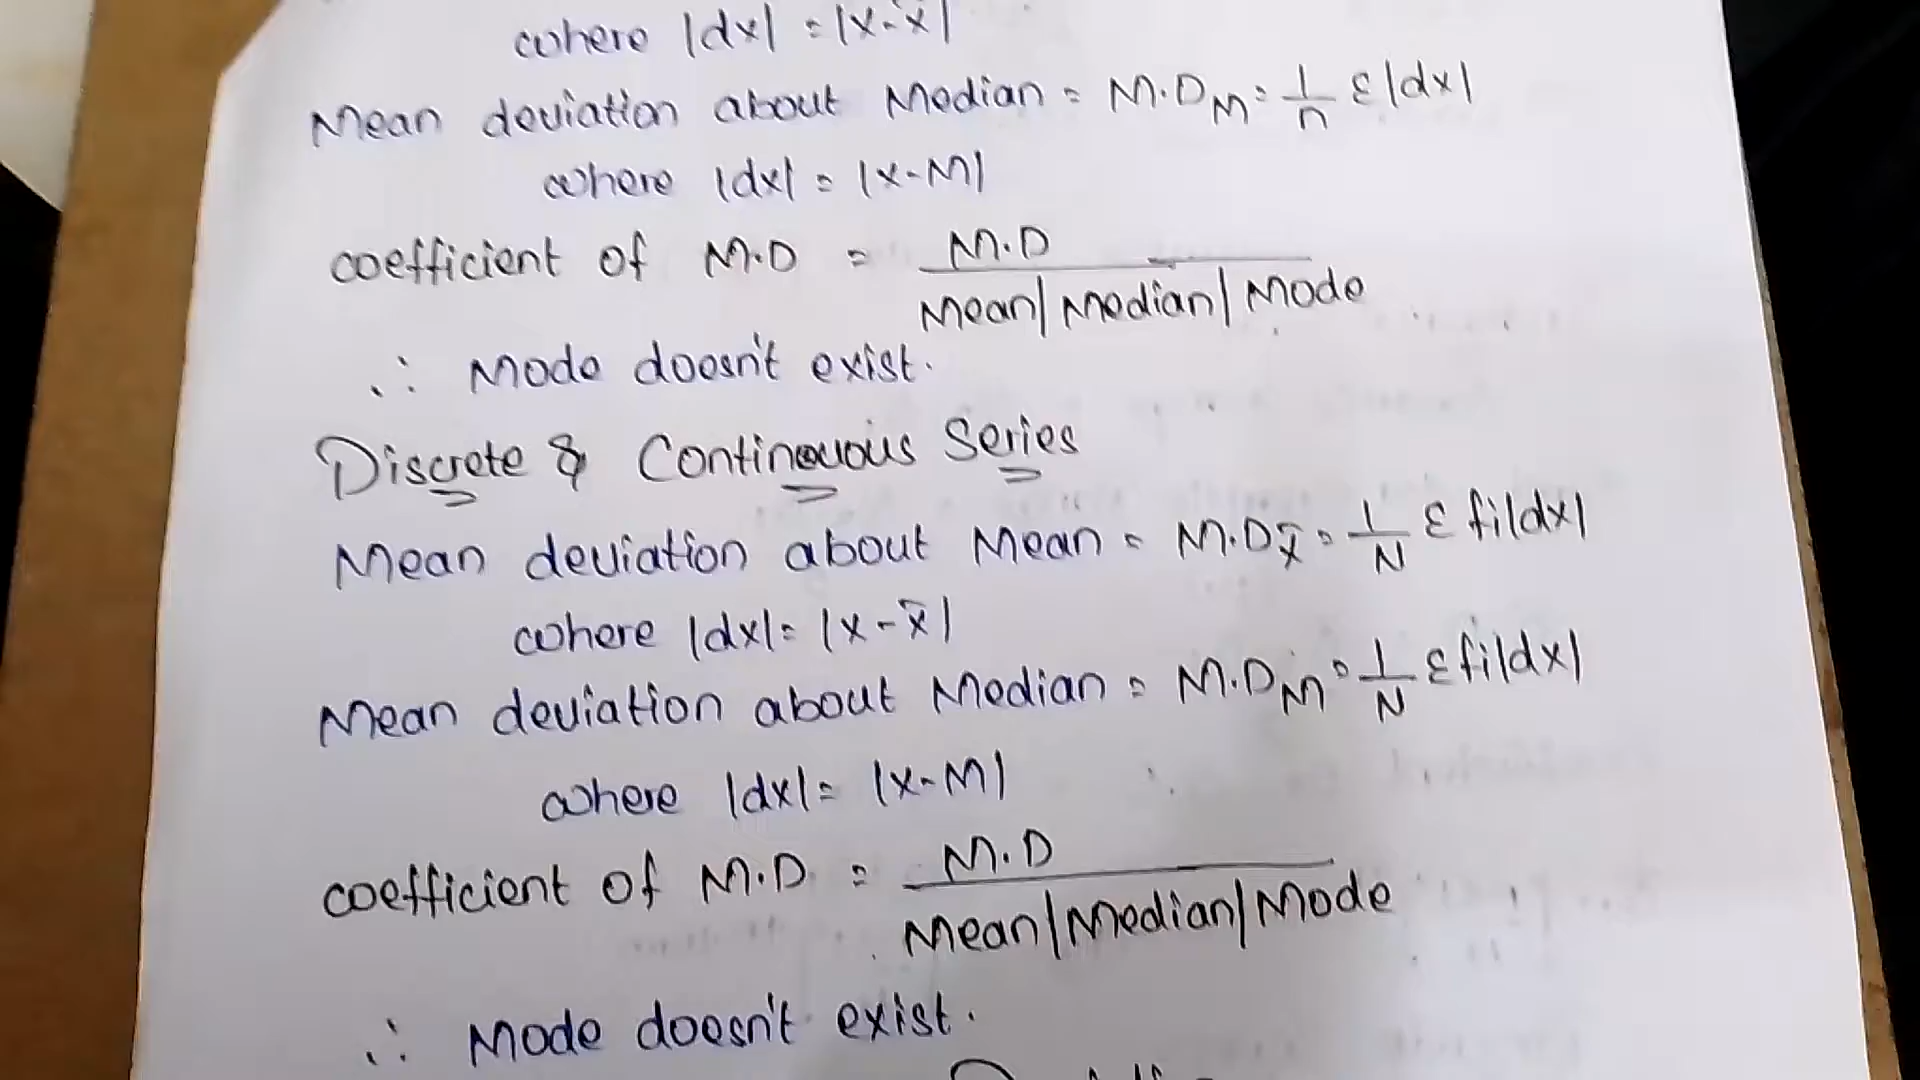 where |dx| = |x-x̄|
Mean deviation about Median = M.D_M = 1/n Σ|dx|
where |dx| = |x-M|
coefficient of M.D = M.D / Mean|Median|Mode
∴ Mode doesn't exist.
Discrete & Continuous Series
Mean deviation about Mean = M.D_x̄ = 1/N Σ fi|dx|
where |dx| = |x-x̄|
Mean deviation about Median = M.D_M = 1/N Σ fi|dx|
where |dx| = |x-M|
coefficient of M.D = M.D / Mean|Median|Mode
∴ Mode doesn't exist.